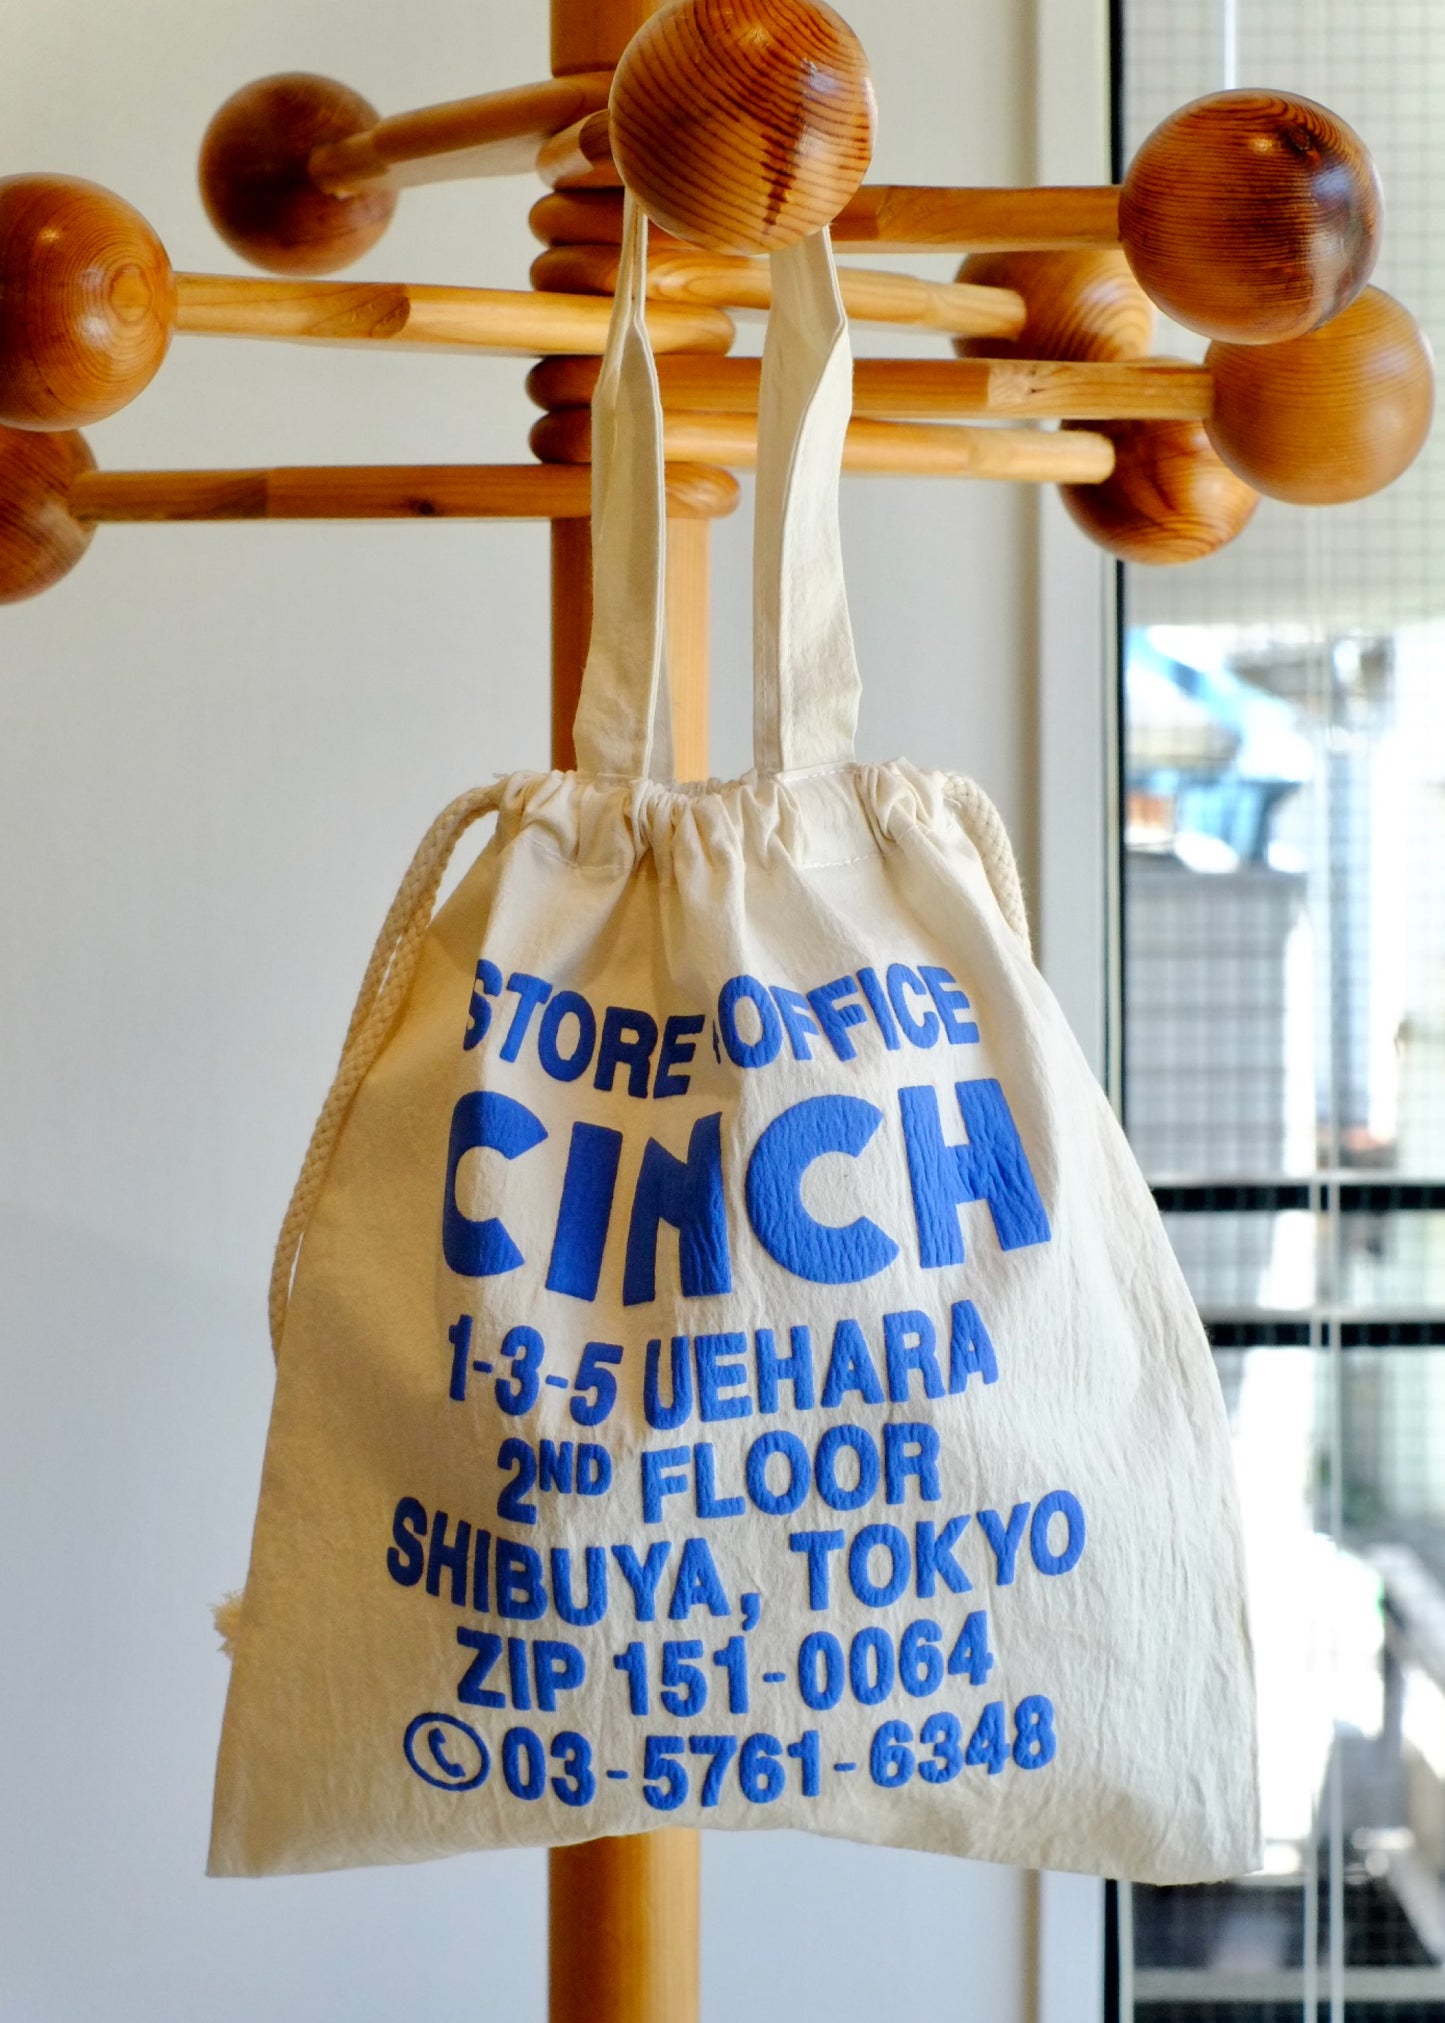 STORE & OFFICE
CINCH
1-3-5 UEHARA
2ND FLOOR
SHIBUYA, TOKYO
ZIP 151-0064
03-5761-6348